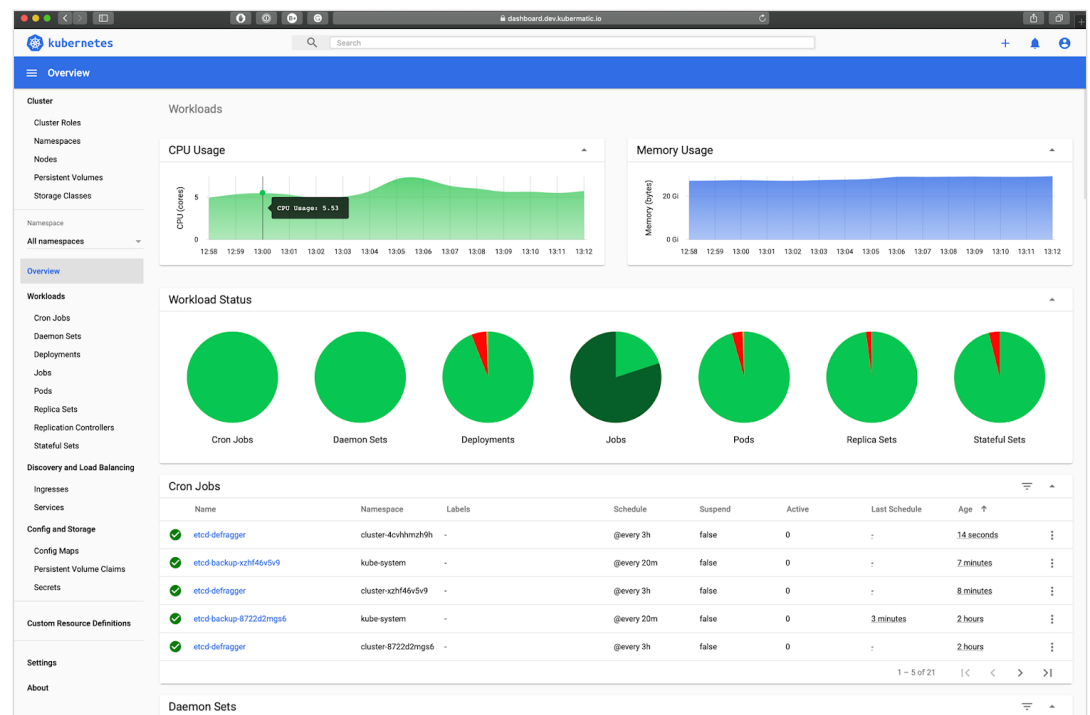 dashboard.dev.kubermatic.io
kubernetes
Search
Overview
Cluster
Cluster Roles
Namespaces
Nodes
Persistent Volumes
Storage Classes
Namespace
All namespaces
Overview
Workloads
Cron Jobs
Daemon Sets
Deployments
Jobs
Pods
Replica Sets
Replication Controllers
Stateful Sets
Discovery and Load Balancing
Ingresses
Services
Config and Storage
Config Maps
Persistent Volume Claims
Secrets
Custom Resource Definitions
Settings
About
Workloads
CPU Usage
CPU (cores)
5
0
CPU Usage: 5.53
12:58 12:59 13:00 13:01 13:02 13:03 13:04 13:05 13:06 13:07 13:08 13:09 13:10 13:11 13:12
Memory Usage
Memory (bytes)
20 Gi
0 Gi
12:58 12:59 13:00 13:01 13:02 13:03 13:04 13:05 13:06 13:07 13:08 13:09 13:10 13:11 13:12
Workload Status
Cron Jobs Daemon Sets Deployments Jobs Pods Replica Sets Stateful Sets
Cron Jobs
Name Namespace Labels Schedule Suspend Active Last Schedule Age
etcd-defragger cluster-4cvhhmzh9h - @every 3h false 0 - 14 seconds
etcd-backup-xzhf46v5v9 kube-system - @every 20m false 0 - 7 minutes
etcd-defragger cluster-xzhf46v5v9 - @every 3h false 0 - 8 minutes
etcd-backup-8722d2mgs6 kube-system - @every 20m false 0 3 minutes 2 hours
etcd-defragger cluster-8722d2mgs6 - @every 3h false 0 - 2 hours
1 – 5 of 21
Daemon Sets